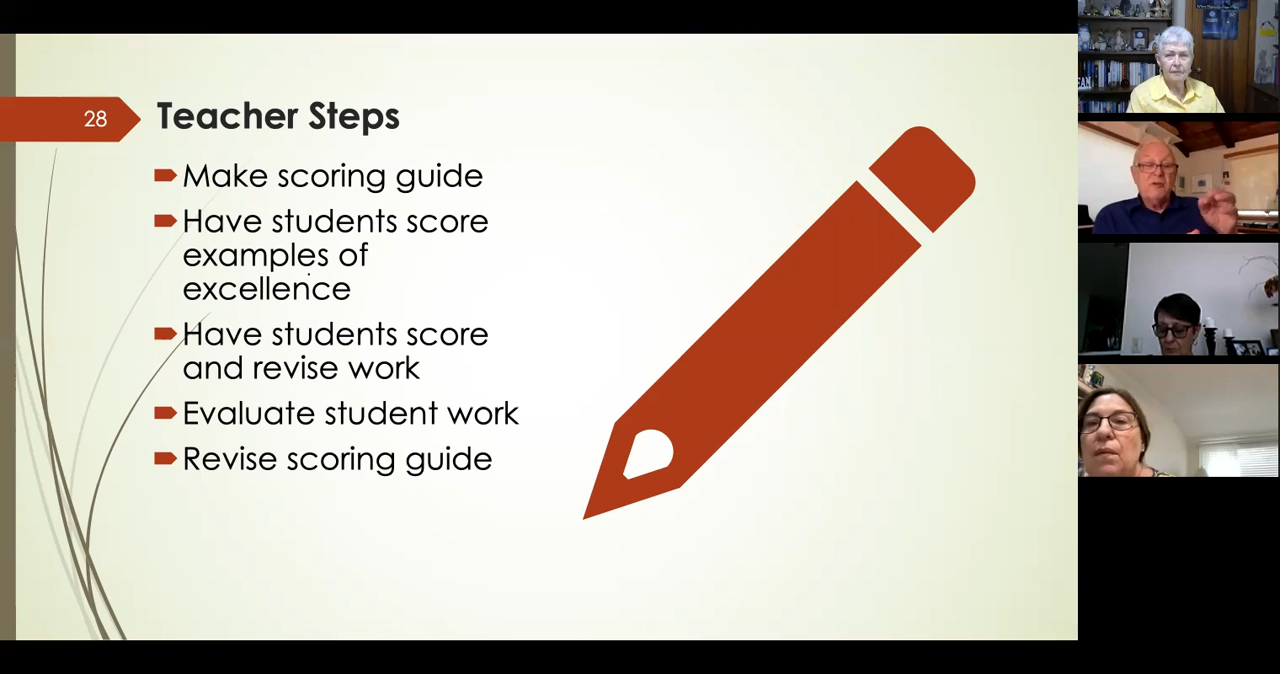 28
Teacher Steps
Make scoring guide
Have students score
examples of
excellence
Have students score
and revise work
Evaluate student work
Revise scoring guide